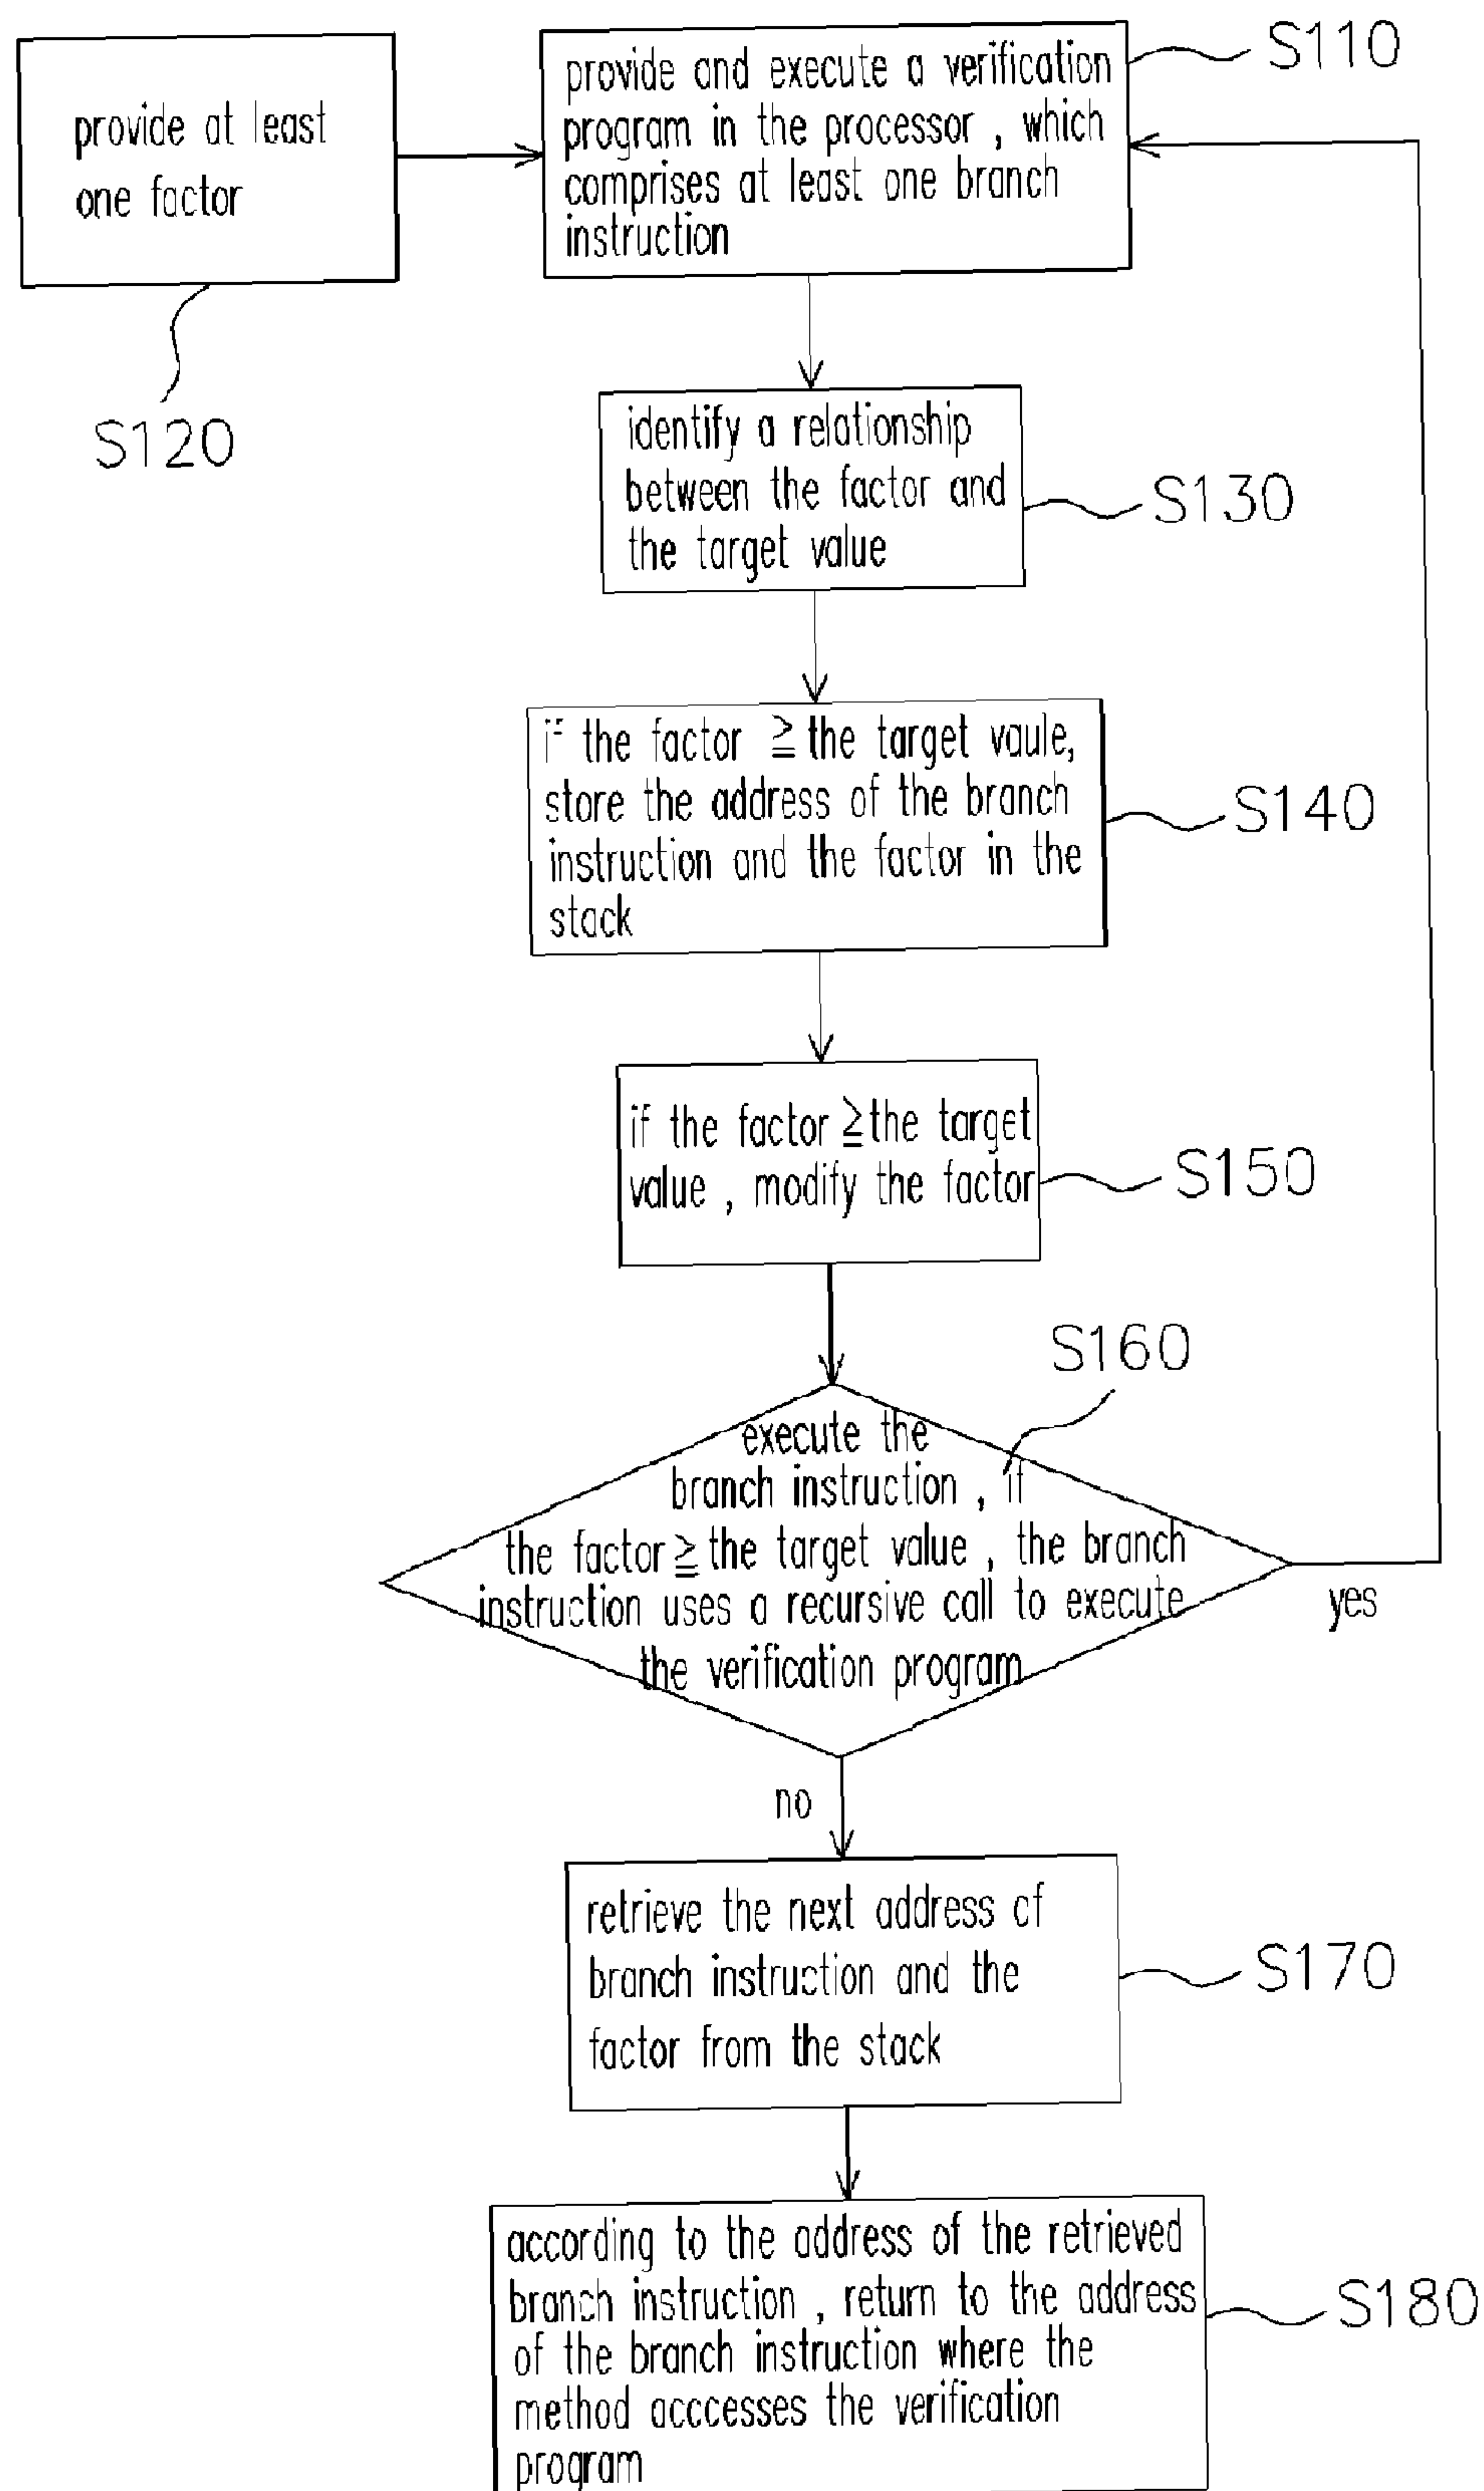 provide at least
one factor
S120
provide and execute a verification
program in the processor , which
comprises at least one branch
instruction
S110
identify a relationship
between the factor and
the target value
S130
if the factor ≧ the target vaule,
store the address of the branch
instruction and the factor in the
stack
S140
if the factor ≧ the target
value , modify the factor
S150
S160
execute the
branch instruction , if
the factor ≧ the target value , the branch
instruction uses a recursive call to execute
the verification program
yes
no
retrieve the next address of
branch instruction and the
factor from the stack
S170
according to the address of the retrieved
branch instruction , return to the address
of the branch instruction where the
method acccesses the verification
program
S180